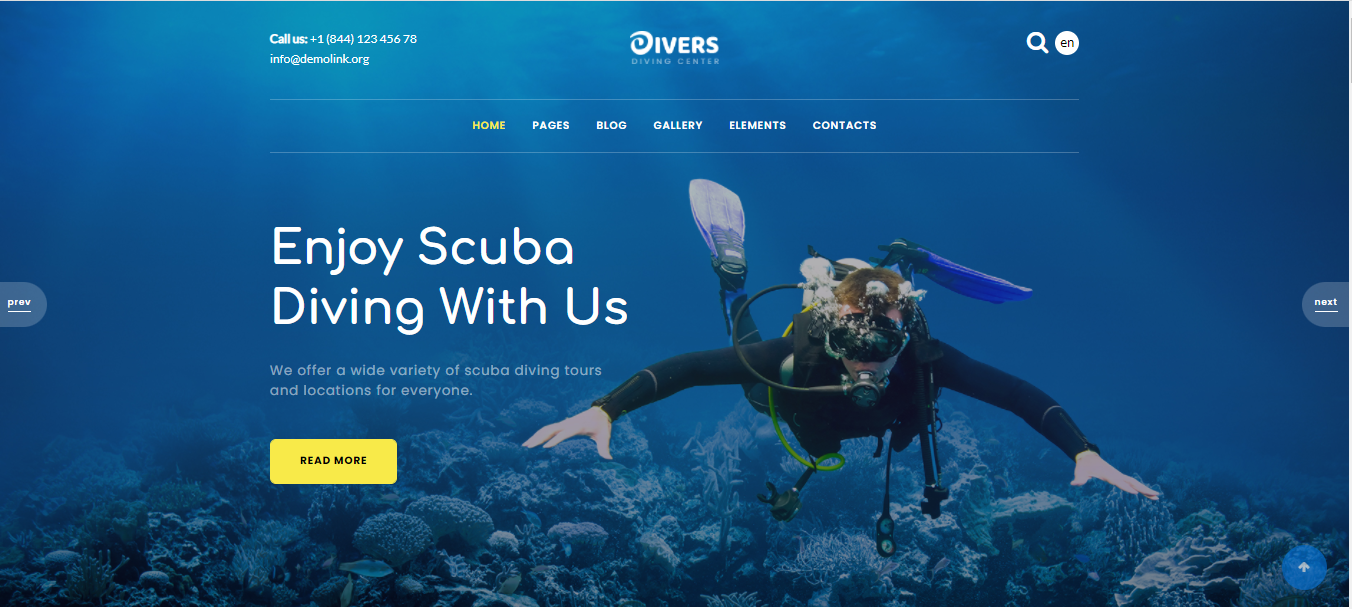 Call us: +1 (844) 123 456 78
info@demolink.org
DIVERS
DIVING CENTER
en
HOME PAGES BLOG GALLERY ELEMENTS CONTACTS
Enjoy Scuba
Diving With Us
prev
next
We offer a wide variety of scuba diving tours
and locations for everyone.
READ MORE